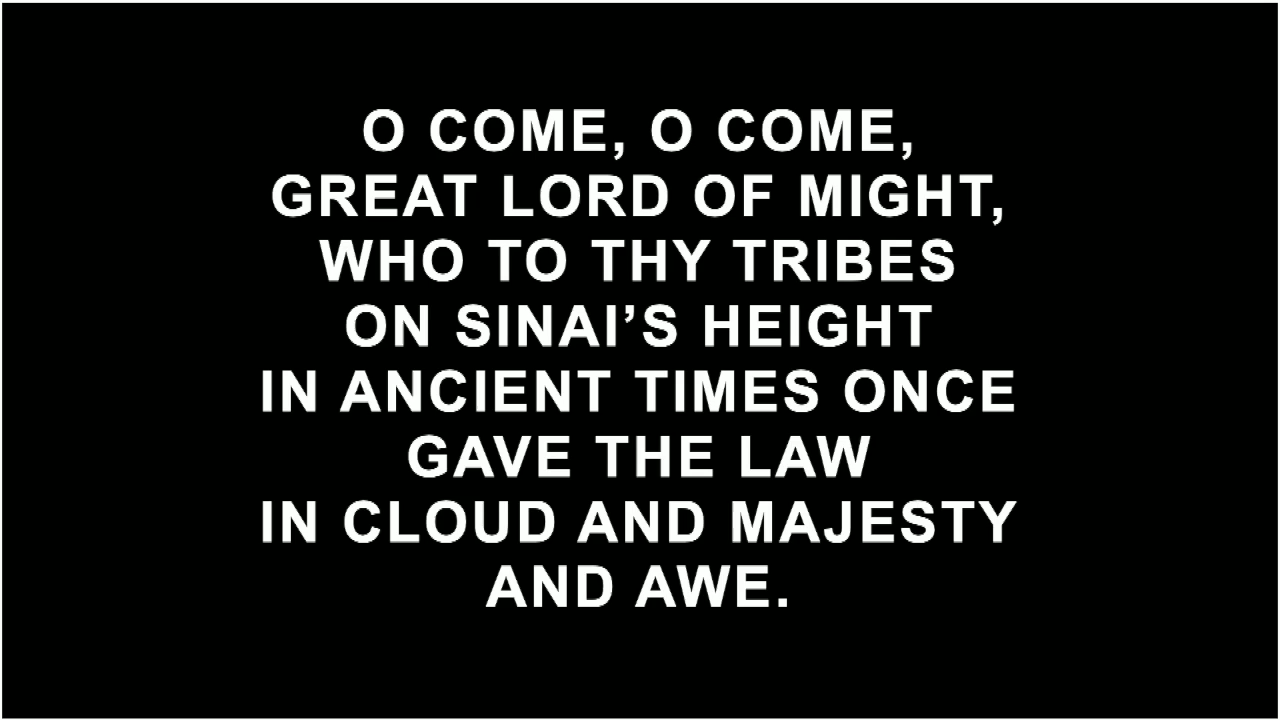 O COME, O COME,
GREAT LORD OF MIGHT,
WHO TO THY TRIBES
ON SINAI’S HEIGHT
IN ANCIENT TIMES ONCE
GAVE THE LAW
IN CLOUD AND MAJESTY
AND AWE.